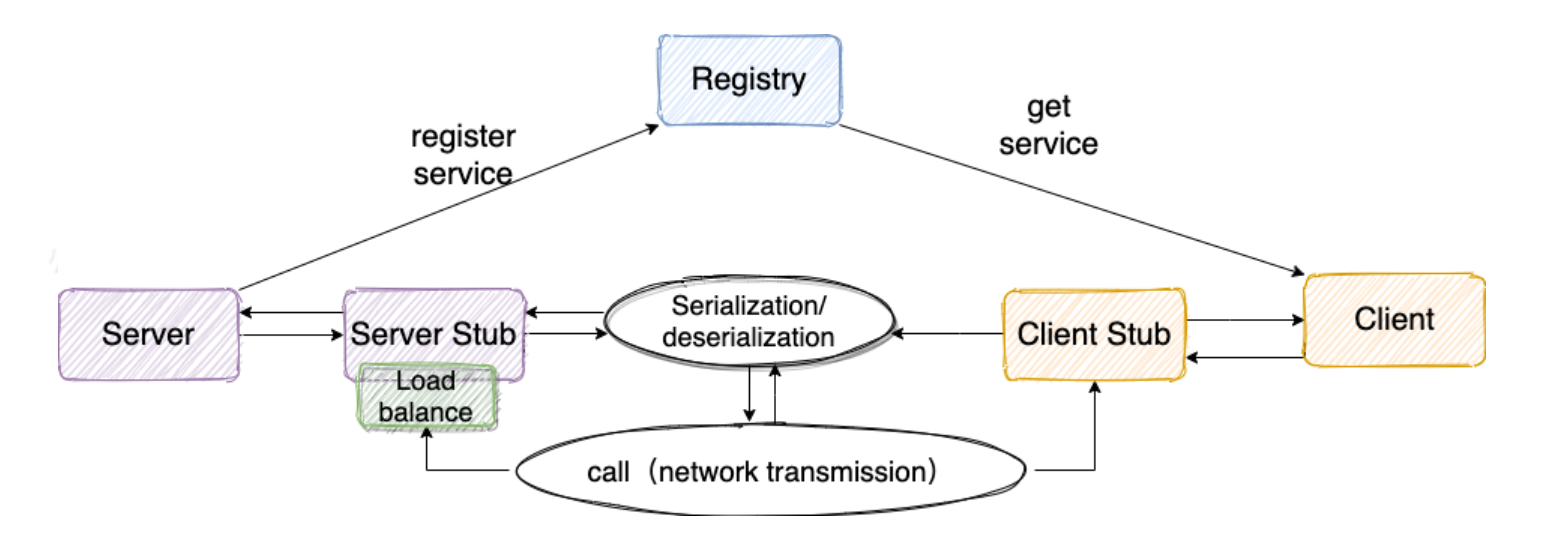 Registry
get
service
register
service
Server
Server Stub
Serialization/
deserialization
Client Stub
Client
Load
balance
call（network transmission）